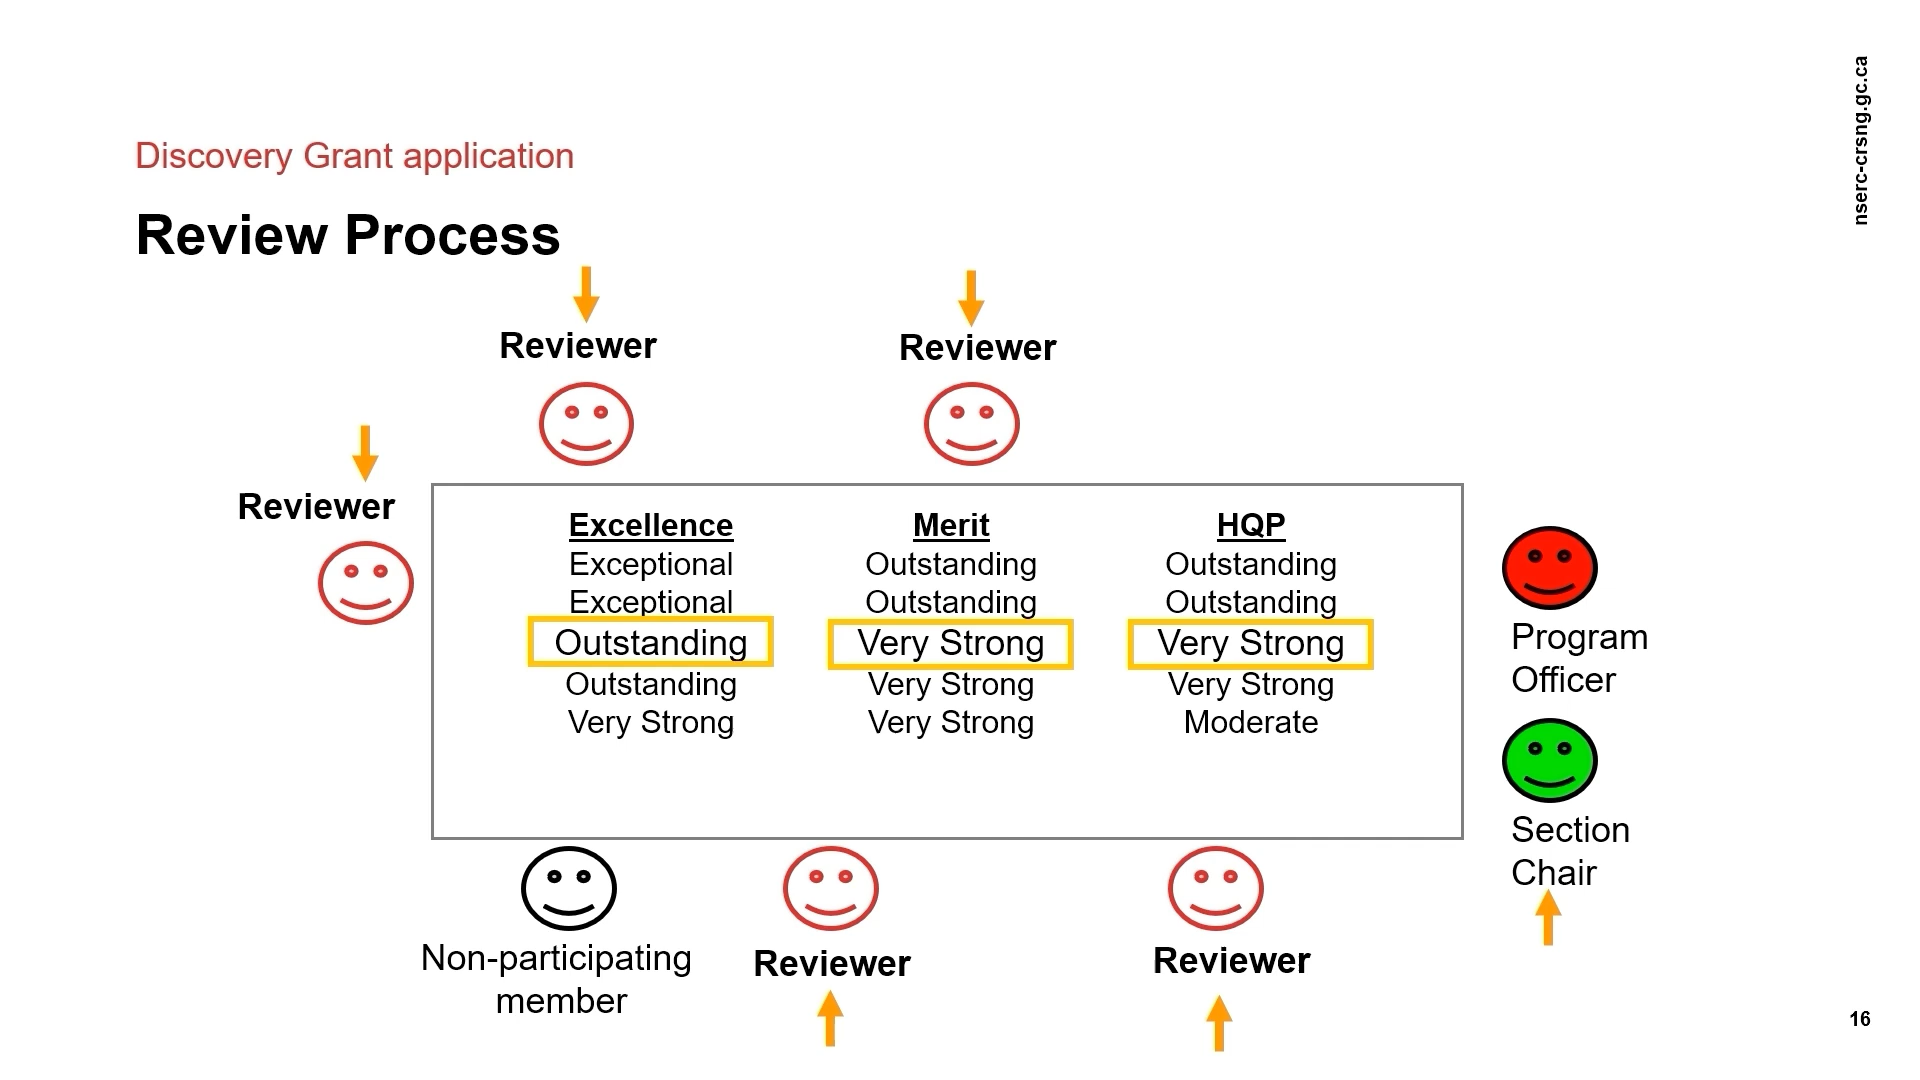 nserc-crsng.gc.ca
Discovery Grant application
Review Process
Reviewer
Reviewer
Reviewer
Excellence Merit HQP
Exceptional Outstanding Outstanding
Exceptional Outstanding Outstanding
Outstanding Very Strong Very Strong
Outstanding Very Strong Very Strong
Very Strong Very Strong Moderate
Program
Officer
Section
Chair
Non-participating
member
Reviewer
Reviewer
16